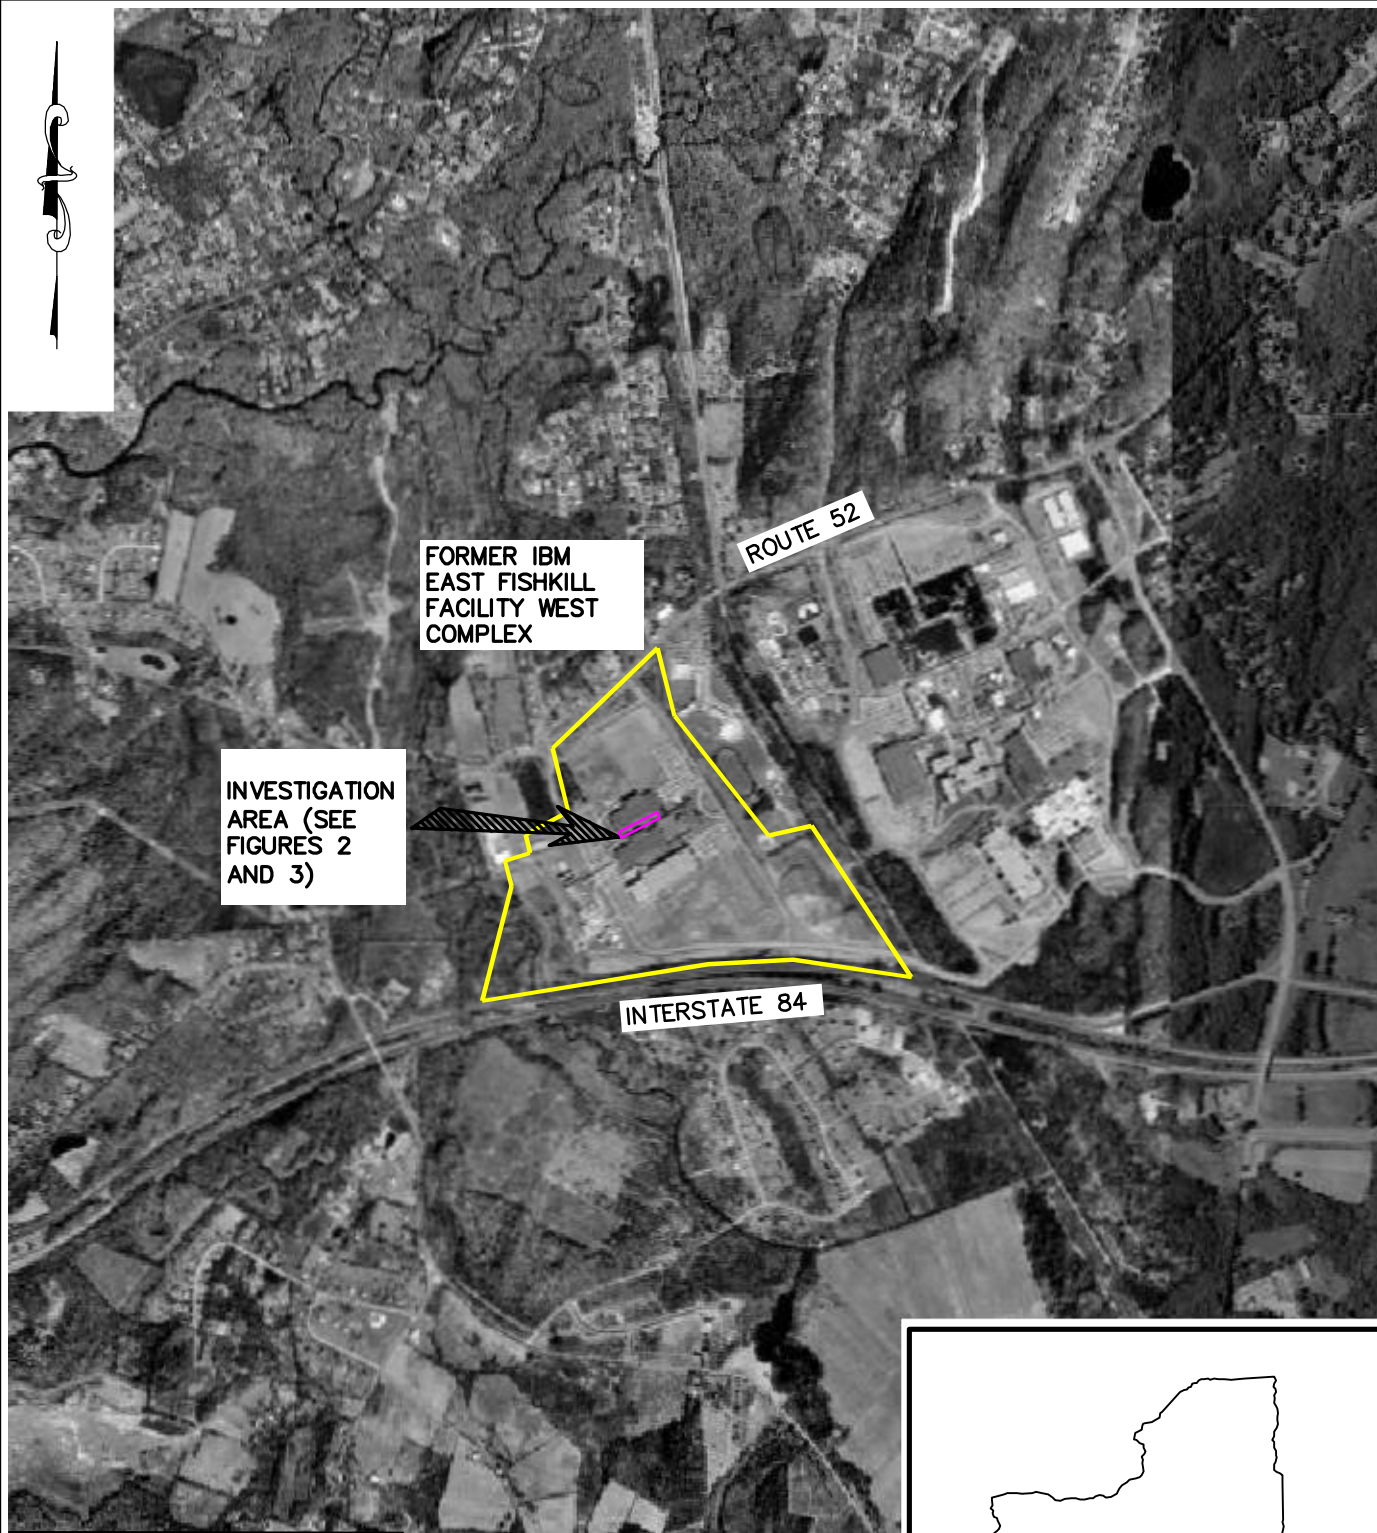 FORMER IBM
EAST FISHKILL
FACILITY WEST
COMPLEX
ROUTE 52
INVESTIGATION
AREA (SEE
FIGURES 2
AND 3)
INTERSTATE 84